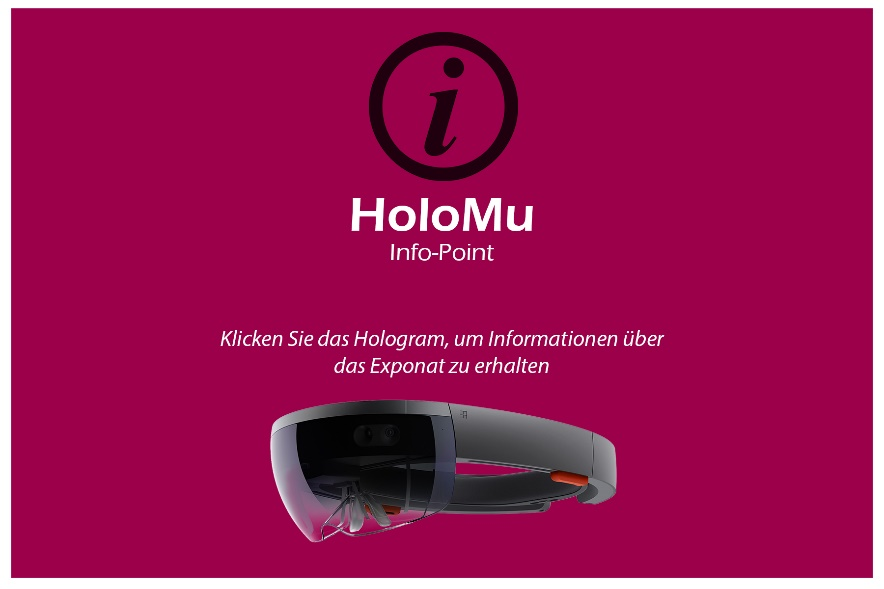 i
HoloMu
Info-Point
Klicken Sie das Hologram, um Informationen über
das Exponat zu erhalten